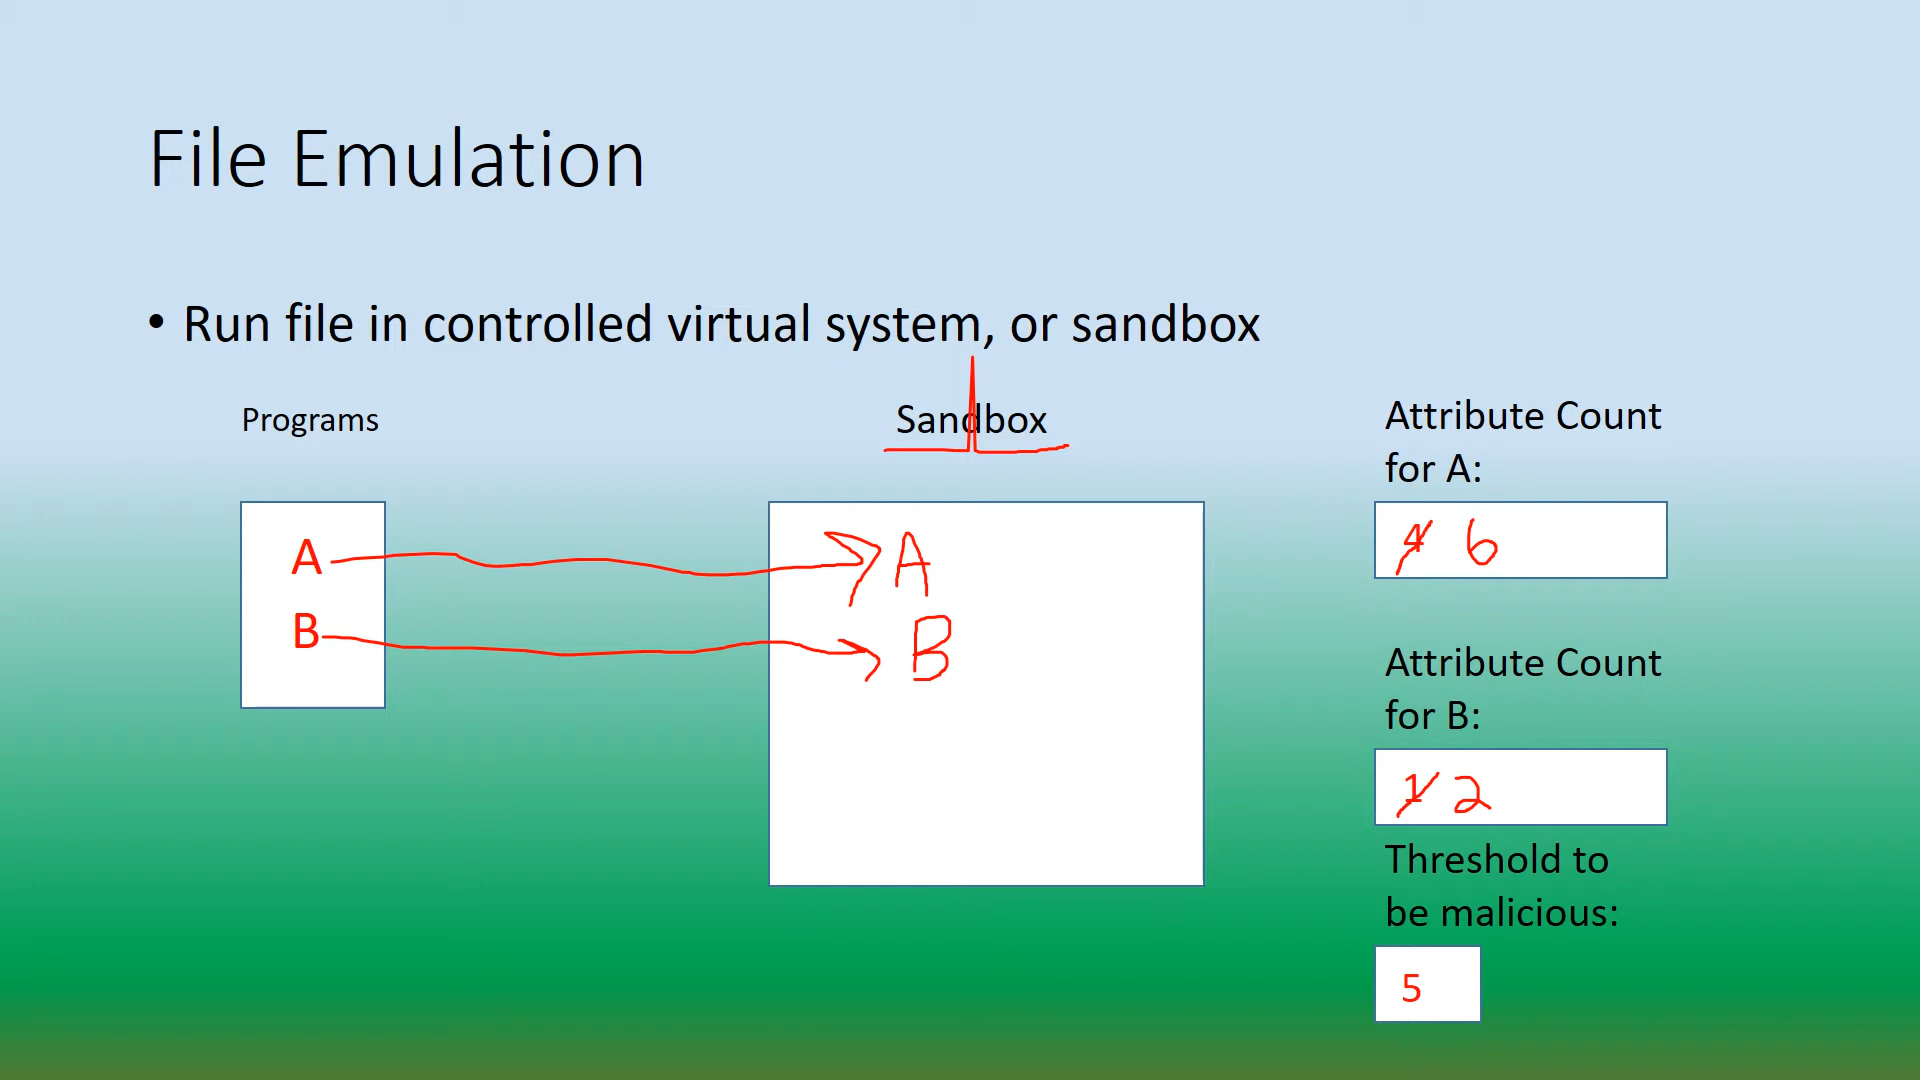 File Emulation
• Run file in controlled virtual system, or sandbox
Programs
Sandbox
Attribute Count
for A:
A
A
4 6
B
B
Attribute Count
for B:
1 2
Threshold to
be malicious:
5